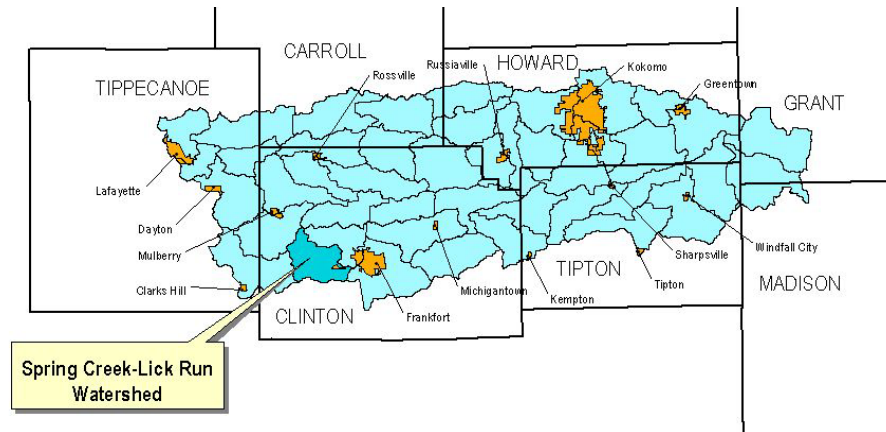 CARROLL
HOWARD
TIPPECANOE
Rossville
Russiaville
Kokomo
Greentown
GRANT
Lafayette
Dayton
Mulberry
Clarks Hill
CLINTON
Frankfort
Michigantown
Kempton
TIPTON
Tipton
Sharpsville
Windfall City
MADISON
Spring Creek-Lick Run
Watershed